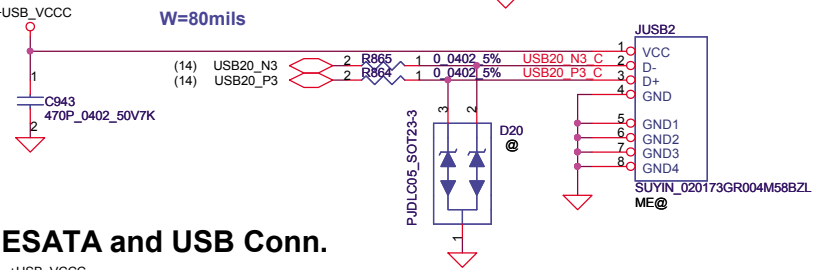 +USB_VCCC
W=80mils
JUSB2
(14) USB20_N3 2 R865 1 0_0402_5% USB20_N3_C
(14) USB20_P3 2 R864 1 0_0402_5% USB20_P3_C
1 VCC
2 D-
3 D+
4 GND
5 GND1
6 GND2
7 GND3
8 GND4
1
C943
470P_0402_50V7K
2
3 2
D20
@
PJDLC05_SOT23-3
1
SUYIN_020173GR004M58BZL
ME@
ESATA and USB Conn.
+USB_VCCC